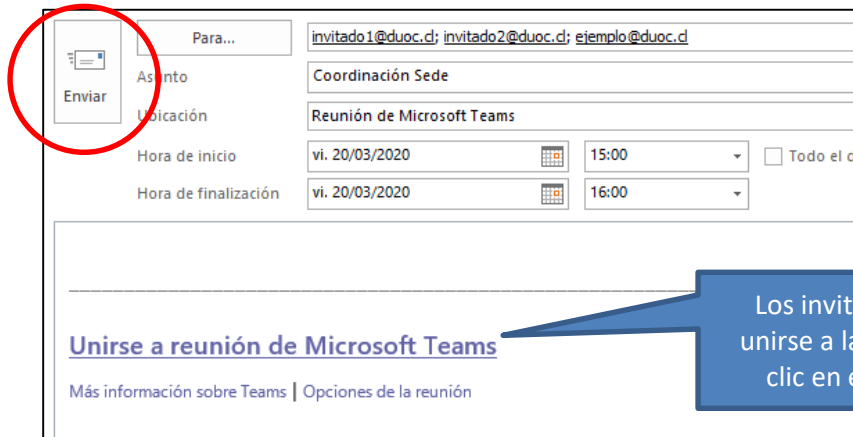 Para...
invitado1@duoc.cl; invitado2@duoc.cl; ejemplo@duoc.cl
Enviar
Asunto
Coordinación Sede
Ubicación
Reunión de Microsoft Teams
Hora de inicio
vi. 20/03/2020
15:00
Todo el
Hora de finalización
vi. 20/03/2020
16:00
Los
unirse a
clic en
Unirse a reunión de Microsoft Teams
Más información sobre Teams | Opciones de la reunión